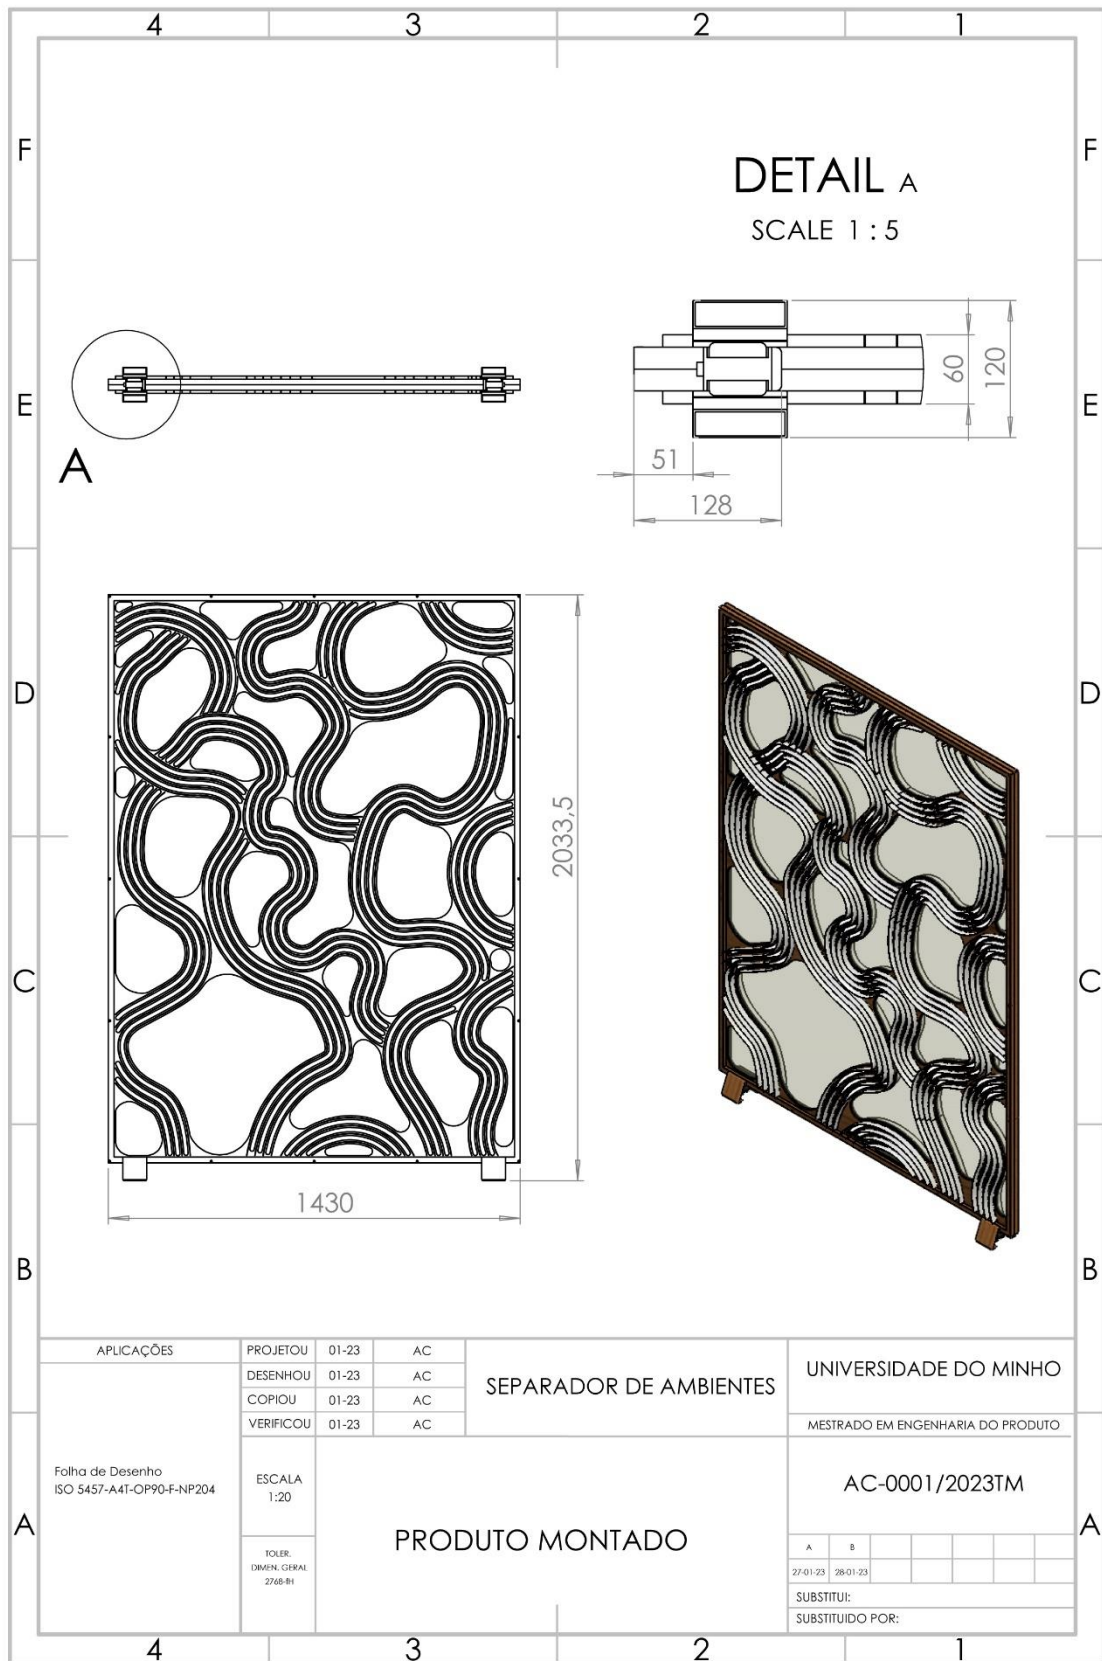 4 3 2 1
F F
DETAIL A
SCALE 1 : 5
E E
A
60
120
51
128
D D
2033,5
C C
1430
B B
APLICAÇÕES
PROJETOU 01-23 AC
DESENHOU 01-23 AC
COPIOU 01-23 AC
VERIFICOU 01-23 AC
SEPARADOR DE AMBIENTES
UNIVERSIDADE DO MINHO
MESTRADO EM ENGENHARIA DO PRODUTO
Folha de Desenho
ISO 5457-A4T-OP90-F-NP204
ESCALA
1:20
AC-0001/2023TM
A A
PRODUTO MONTADO
TOLER.
DIMEN. GERAL
A B
27-01-23 28-01-23
SUBSTITUI:
SUBSTITUIDO POR:
4 3 2 1